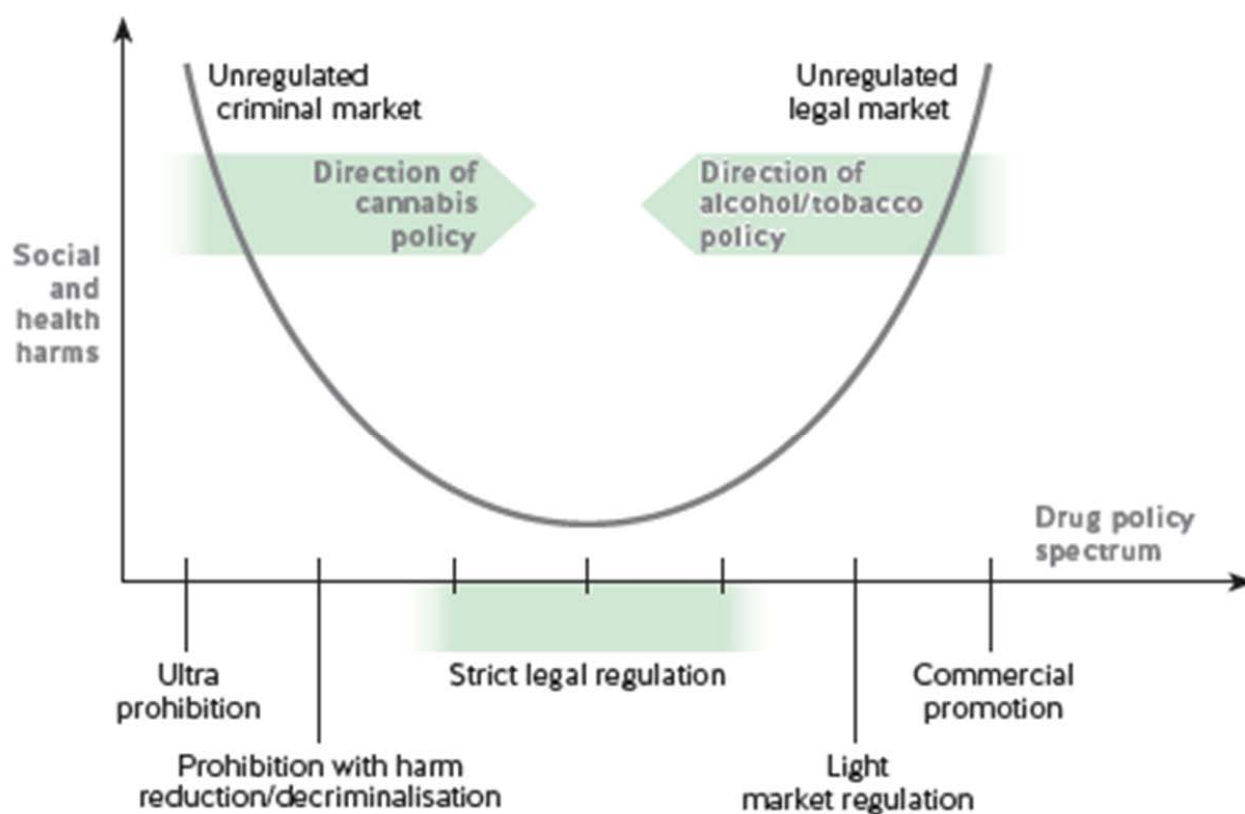 Unregulated
criminal market
Unregulated
legal market
Direction of
cannabis
policy
Direction of
alcohol/tobacco
policy
Social
and
health
harms
Drug policy
spectrum
Ultra
prohibition
Strict legal regulation
Commercial
promotion
Prohibition with harm
reduction/decriminalisation
Light
market regulation